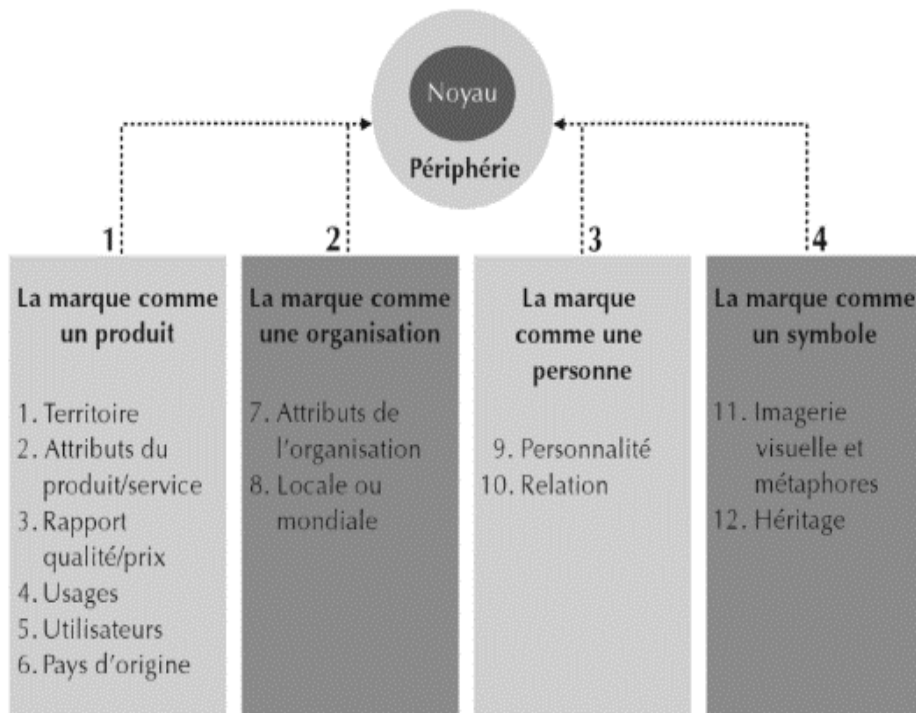 Noyau
Périphérie
1
La marque comme
un produit
1. Territoire
2. Attributs du
produit/service
3. Rapport
qualité/prix
4. Usages
5. Utilisateurs
6. Pays d'origine
2
La marque comme
une organisation
7. Attributs de
l'organisation
8. Locale ou
mondiale
3
La marque
comme une
personne
9. Personnalité
10. Relation
4
La marque comme
un symbole
11. Imagerie
visuelle et
métaphores
12. Héritage